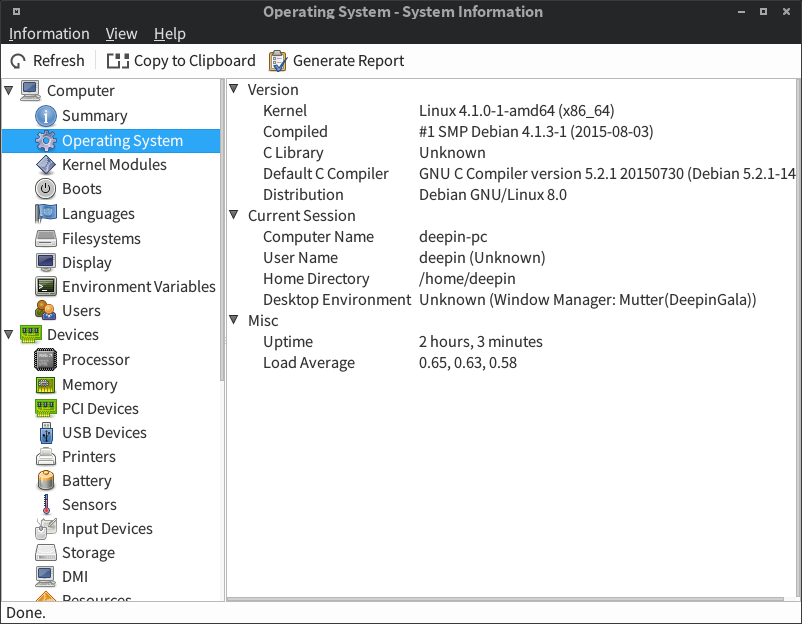 Operating System - System Information
Information View Help
Refresh Copy to Clipboard Generate Report
Computer
Summary
Operating System
Kernel Modules
Boots
Languages
Filesystems
Display
Environment Variables
Users
Devices
Processor
Memory
PCI Devices
USB Devices
Printers
Battery
Sensors
Input Devices
Storage
DMI
Resources
Version
Kernel Linux 4.1.0-1-amd64 (x86_64)
Compiled #1 SMP Debian 4.1.3-1 (2015-08-03)
C Library Unknown
Default C Compiler GNU C Compiler version 5.2.1 20150730 (Debian 5.2.1-14
Distribution Debian GNU/Linux 8.0
Current Session
Computer Name deepin-pc
User Name deepin (Unknown)
Home Directory /home/deepin
Desktop Environment Unknown (Window Manager: Mutter(DeepinGala))
Misc
Uptime 2 hours, 3 minutes
Load Average 0.65, 0.63, 0.58
Done.